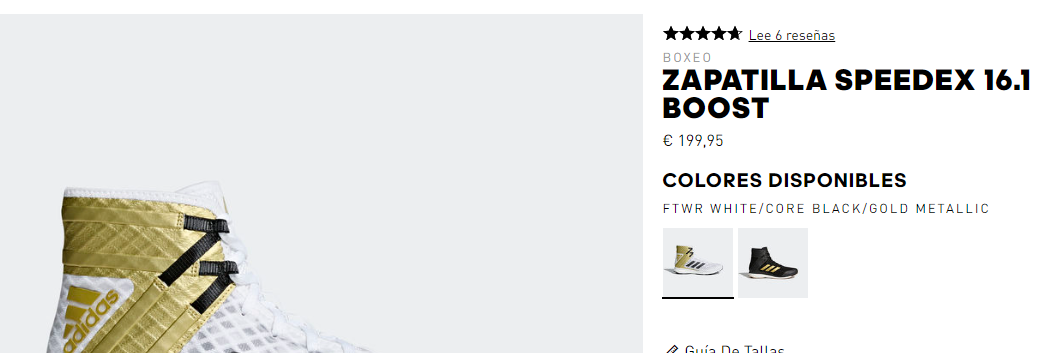 Lee 6 reseñas
BOXEO
ZAPATILLA SPEEDEX 16.1
BOOST
€ 199,95
COLORES DISPONIBLES
FTWR WHITE/CORE BLACK/GOLD METALLIC
adidas
Guía De Tallas